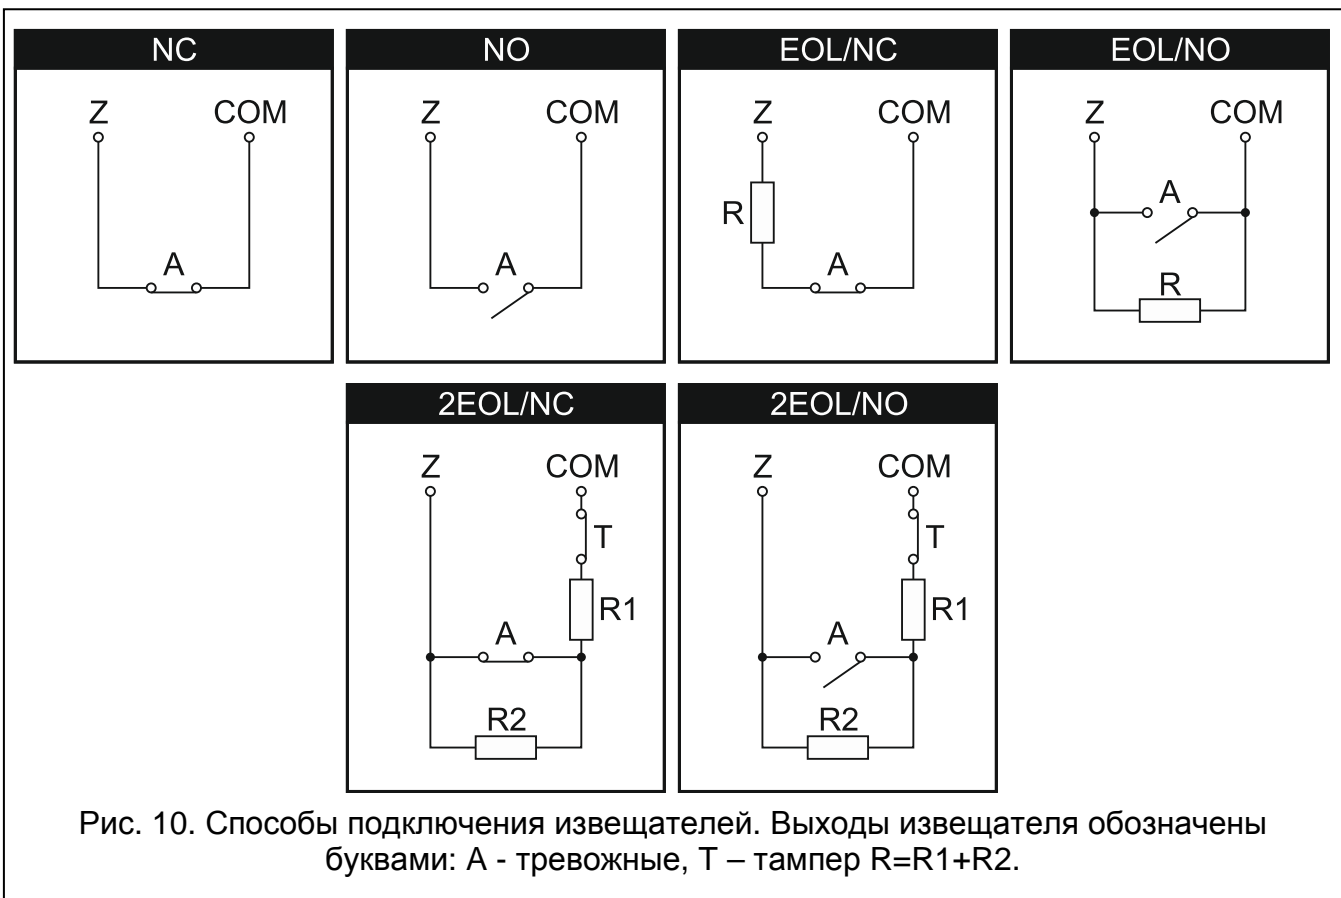 NC NO EOL/NC EOL/NO
Z COM Z COM Z COM Z COM
A A R A A R
2EOL/NC 2EOL/NO
Z COM Z COM
T T
R1 R1
A A
R2 R2
Рис. 10. Способы подключения извещателей. Выходы извещателя обозначены
буквами: А - тревожные, Т – тампер R=R1+R2.